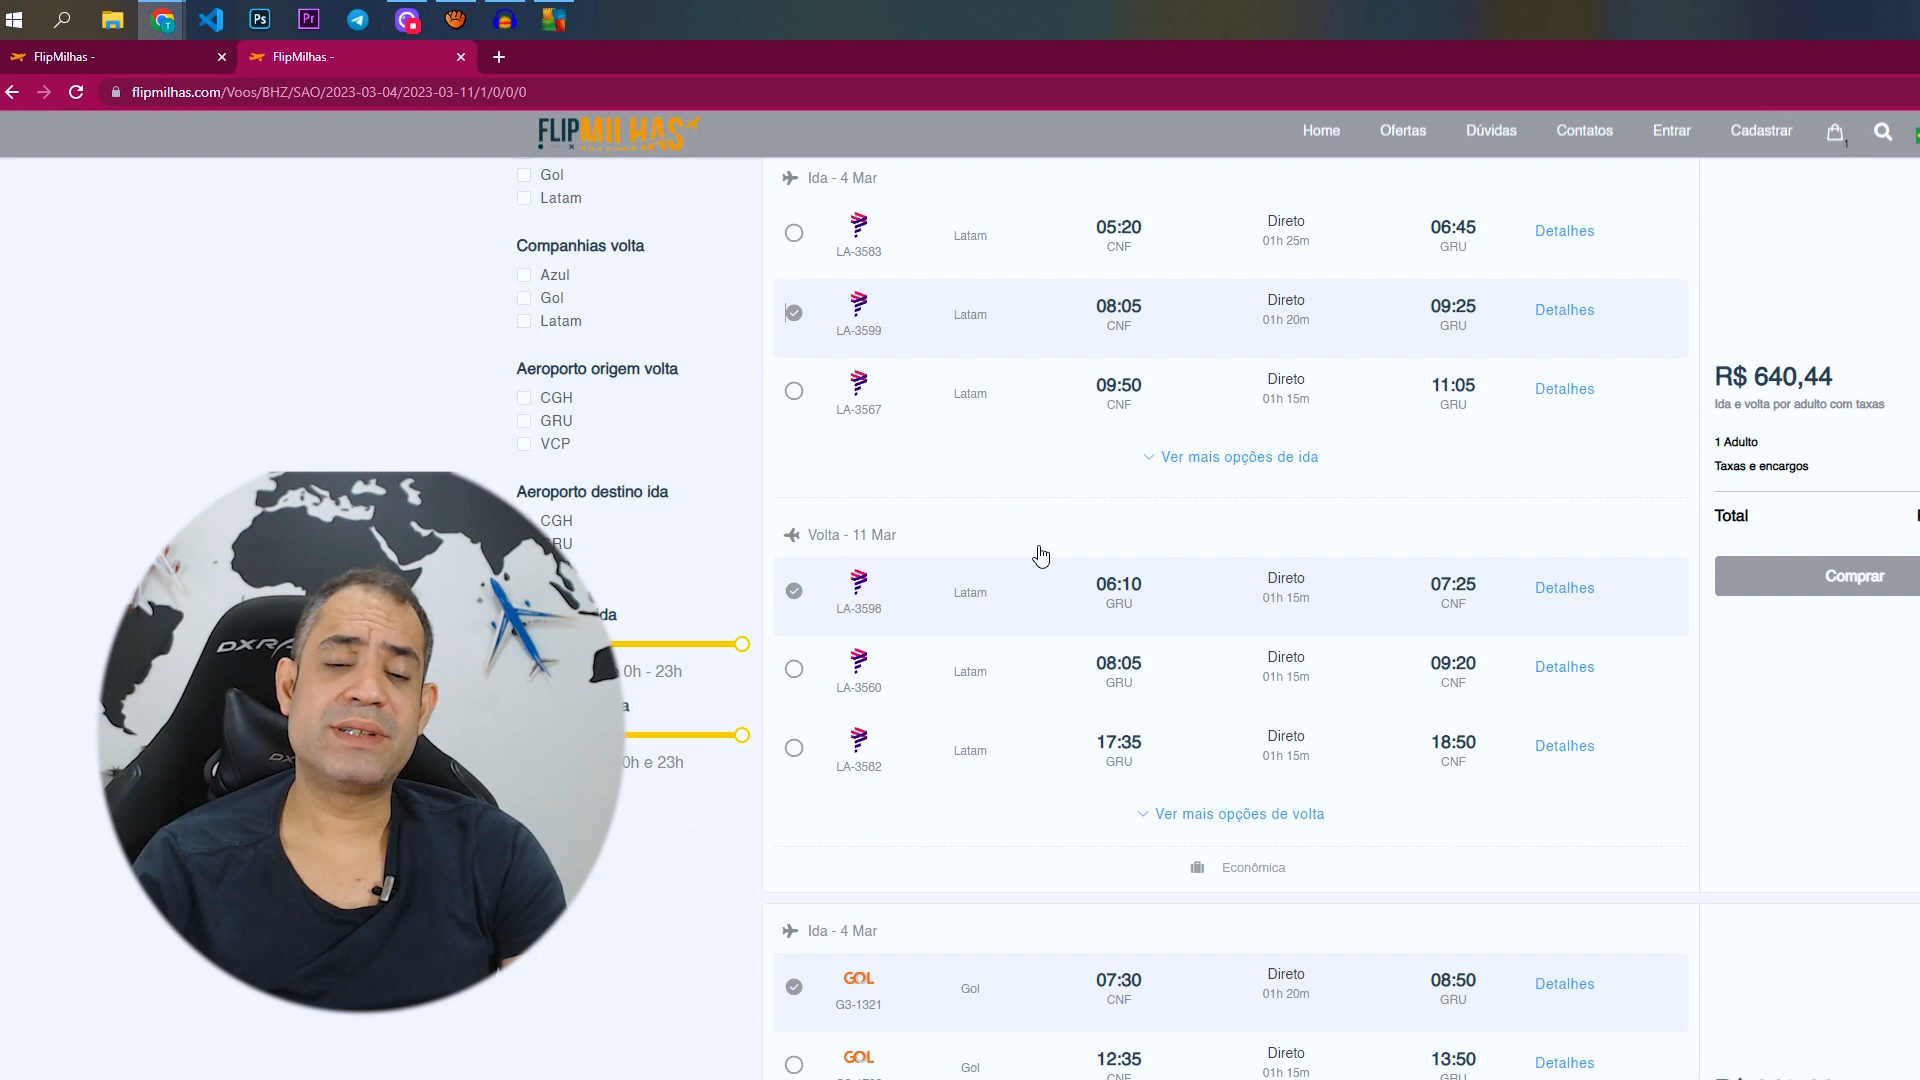 FlipMilhas -
FlipMilhas -
flipmilhas.com/Voos/BHZ/SAO/2023-03-04/2023-03-11/1/0/0/0
FLIPMILHAS
Home
Ofertas
Dúvidas
Contatos
Entrar
Cadastrar
1
Gol
Latam
Companhias volta
Azul
Gol
Latam
Aeroporto origem volta
CGH
GRU
VCP
Aeroporto destino ida
CGH
RU
da
0h - 23h
a
0h e 23h
DXR
Ida - 4 Mar
LA-3583
Latam
05:20
CNF
Direto
01h 25m
06:45
GRU
Detalhes
LA-3599
Latam
08:05
CNF
Direto
01h 20m
09:25
GRU
Detalhes
LA-3567
Latam
09:50
CNF
Direto
01h 15m
11:05
GRU
Detalhes
Ver mais opções de ida
Volta - 11 Mar
LA-3598
Latam
06:10
GRU
Direto
01h 15m
07:25
CNF
Detalhes
LA-3560
Latam
08:05
GRU
Direto
01h 15m
09:20
CNF
Detalhes
LA-3582
Latam
17:35
GRU
Direto
01h 15m
18:50
CNF
Detalhes
Ver mais opções de volta
Econômica
R$ 640,44
Ida e volta por adulto com taxas
1 Adulto
Taxas e encargos
Total
Comprar
Ida - 4 Mar
GOL
G3-1321
Gol
07:30
CNF
Direto
01h 20m
08:50
GRU
Detalhes
GOL
Gol
12:35
CNF
Direto
01h 15m
13:50
GRU
Detalhes